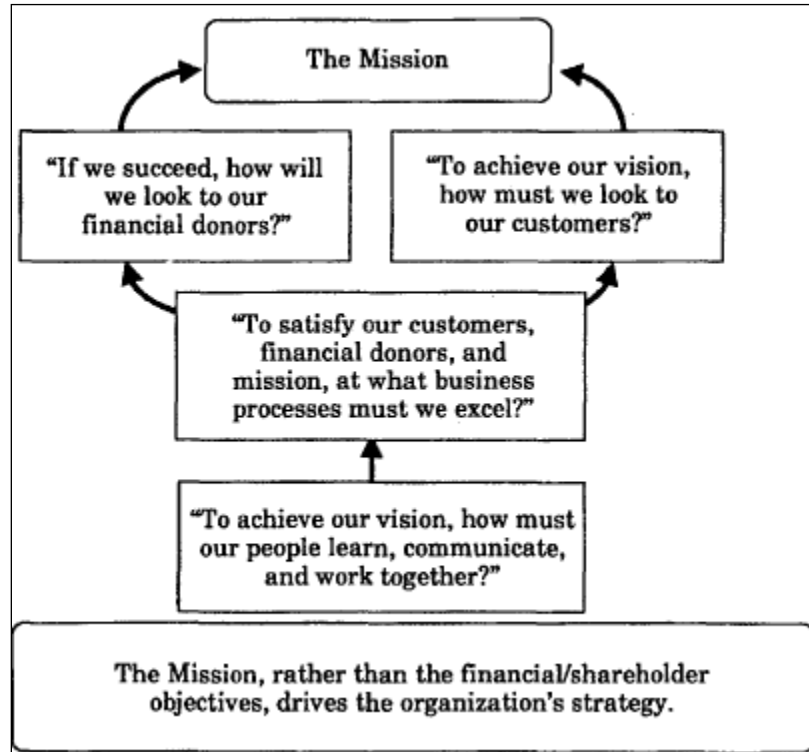 The Mission
“If we succeed, how will
we look to our
financial donors?”
“To achieve our vision,
how must we look to
our customers?”
“To satisfy our customers,
financial donors, and
mission, at what business
processes must we excel?”
“To achieve our vision, how must
our people learn, communicate,
and work together?”
The Mission, rather than the financial/shareholder
objectives, drives the organization’s strategy.